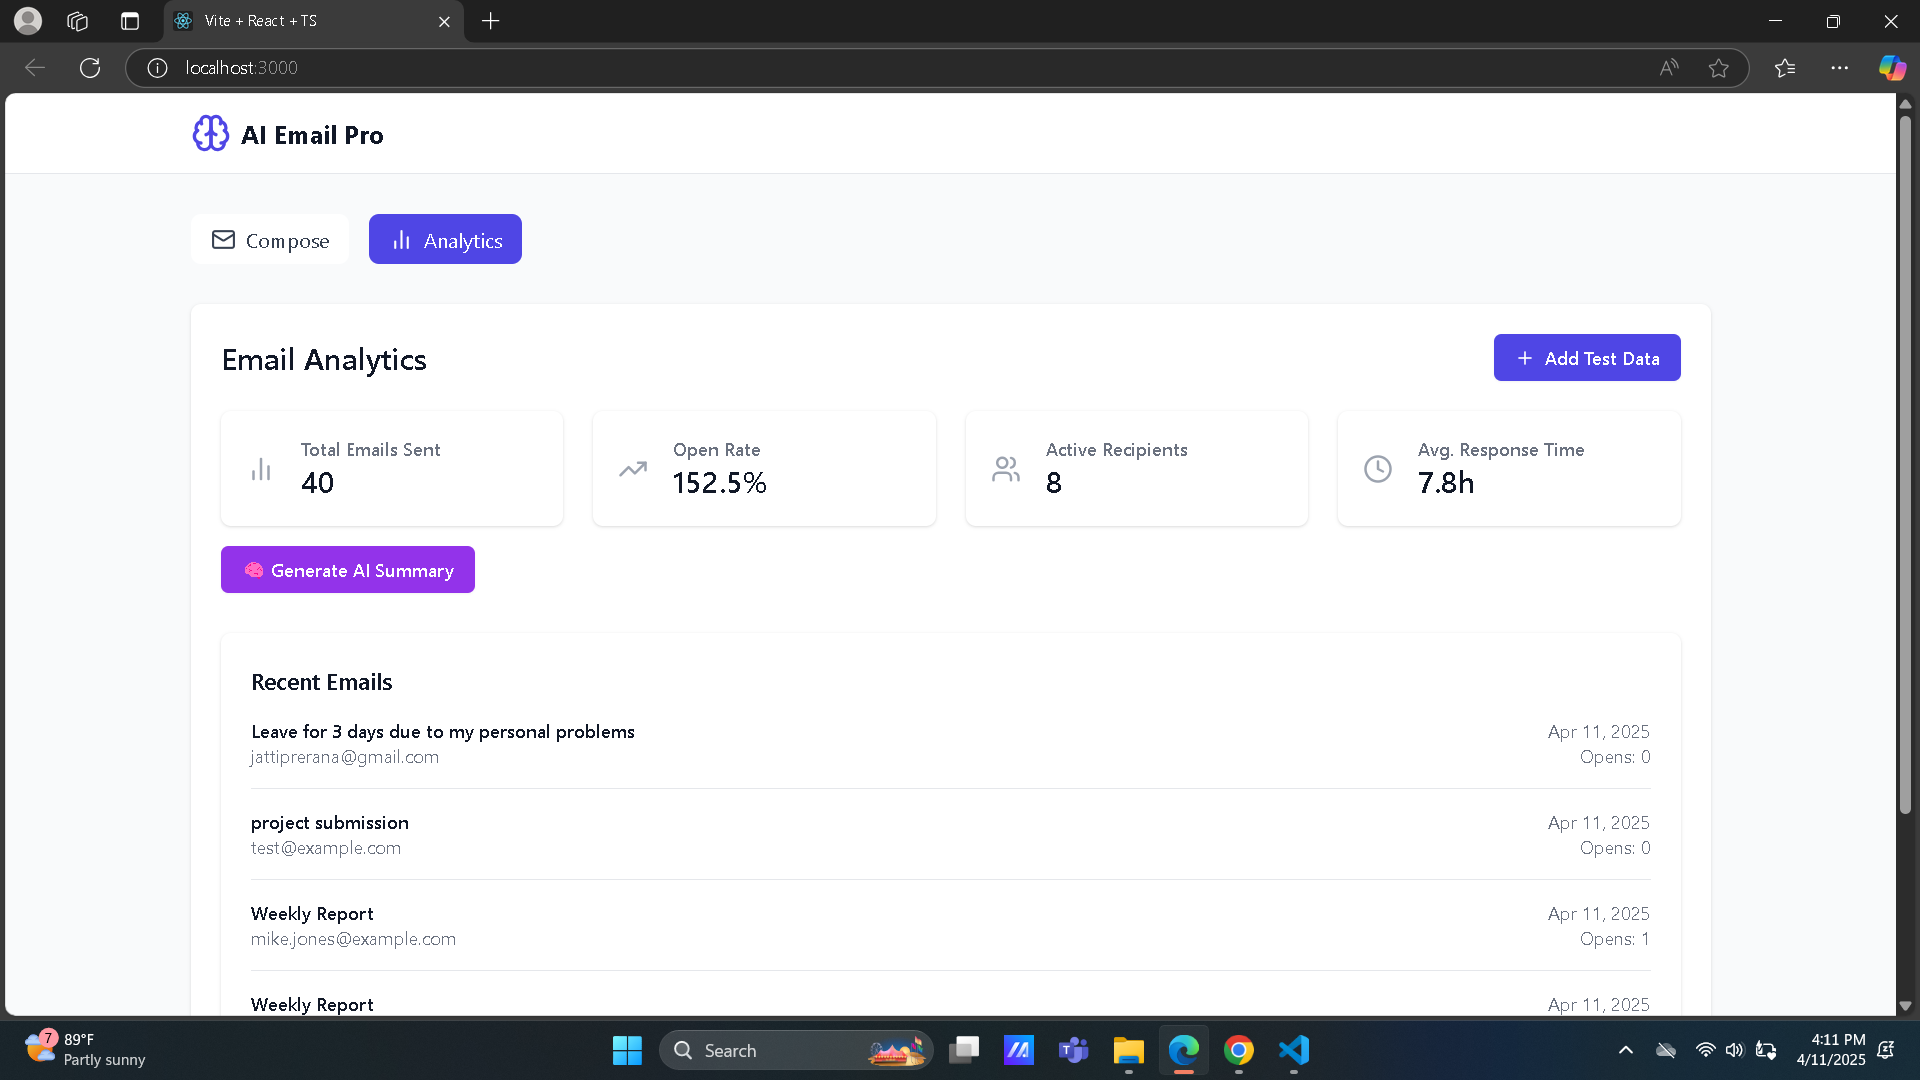 Vite + React + TS
localhost:3000
AI Email Pro
Compose
Analytics
Email Analytics
Add Test Data
Total Emails Sent
40
Open Rate
152.5%
Active Recipients
8
Avg. Response Time
7.8h
Generate AI Summary
Recent Emails
Leave for 3 days due to my personal problems
Apr 11, 2025
jattiprerana@gmail.com
Opens: 0
project submission
Apr 11, 2025
test@example.com
Opens: 0
Weekly Report
Apr 11, 2025
mike.jones@example.com
Opens: 1
Weekly Report
Apr 11, 2025
7
89°F
Partly sunny
Search
4:11 PM
4/11/2025